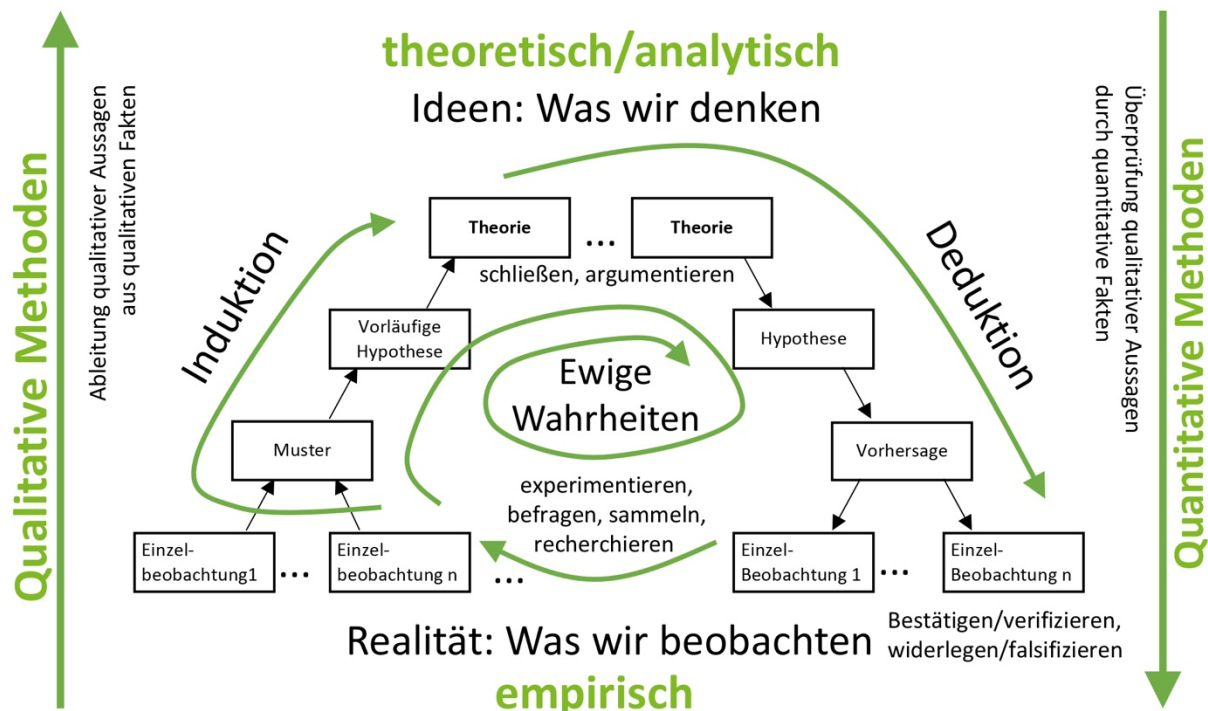 theoretisch/analytisch
Ideen: Was wir denken
Qualitative Methoden
Ableitung qualitativer Aussagen
aus qualitativen Fakten
Induktion
Theorie
...
Theorie
schließen, argumentieren
Vorläufige
Hypothese
Hypothese
Ewige
Wahrheiten
Muster
Vorhersage
experimentieren,
befragen, sammeln,
recherchieren
Einzel-
beobachtung1
...
Einzel-
beobachtung n
...
Einzel-
Beobachtung 1
...
Einzel-
Beobachtung n
Deduktion
Überprüfung qualitativer Aussagen
durch quantitative Fakten
Quantitative Methoden
Bestätigen/verifizieren,
widerlegen/falsifizieren
Realität: Was wir beobachten
empirisch